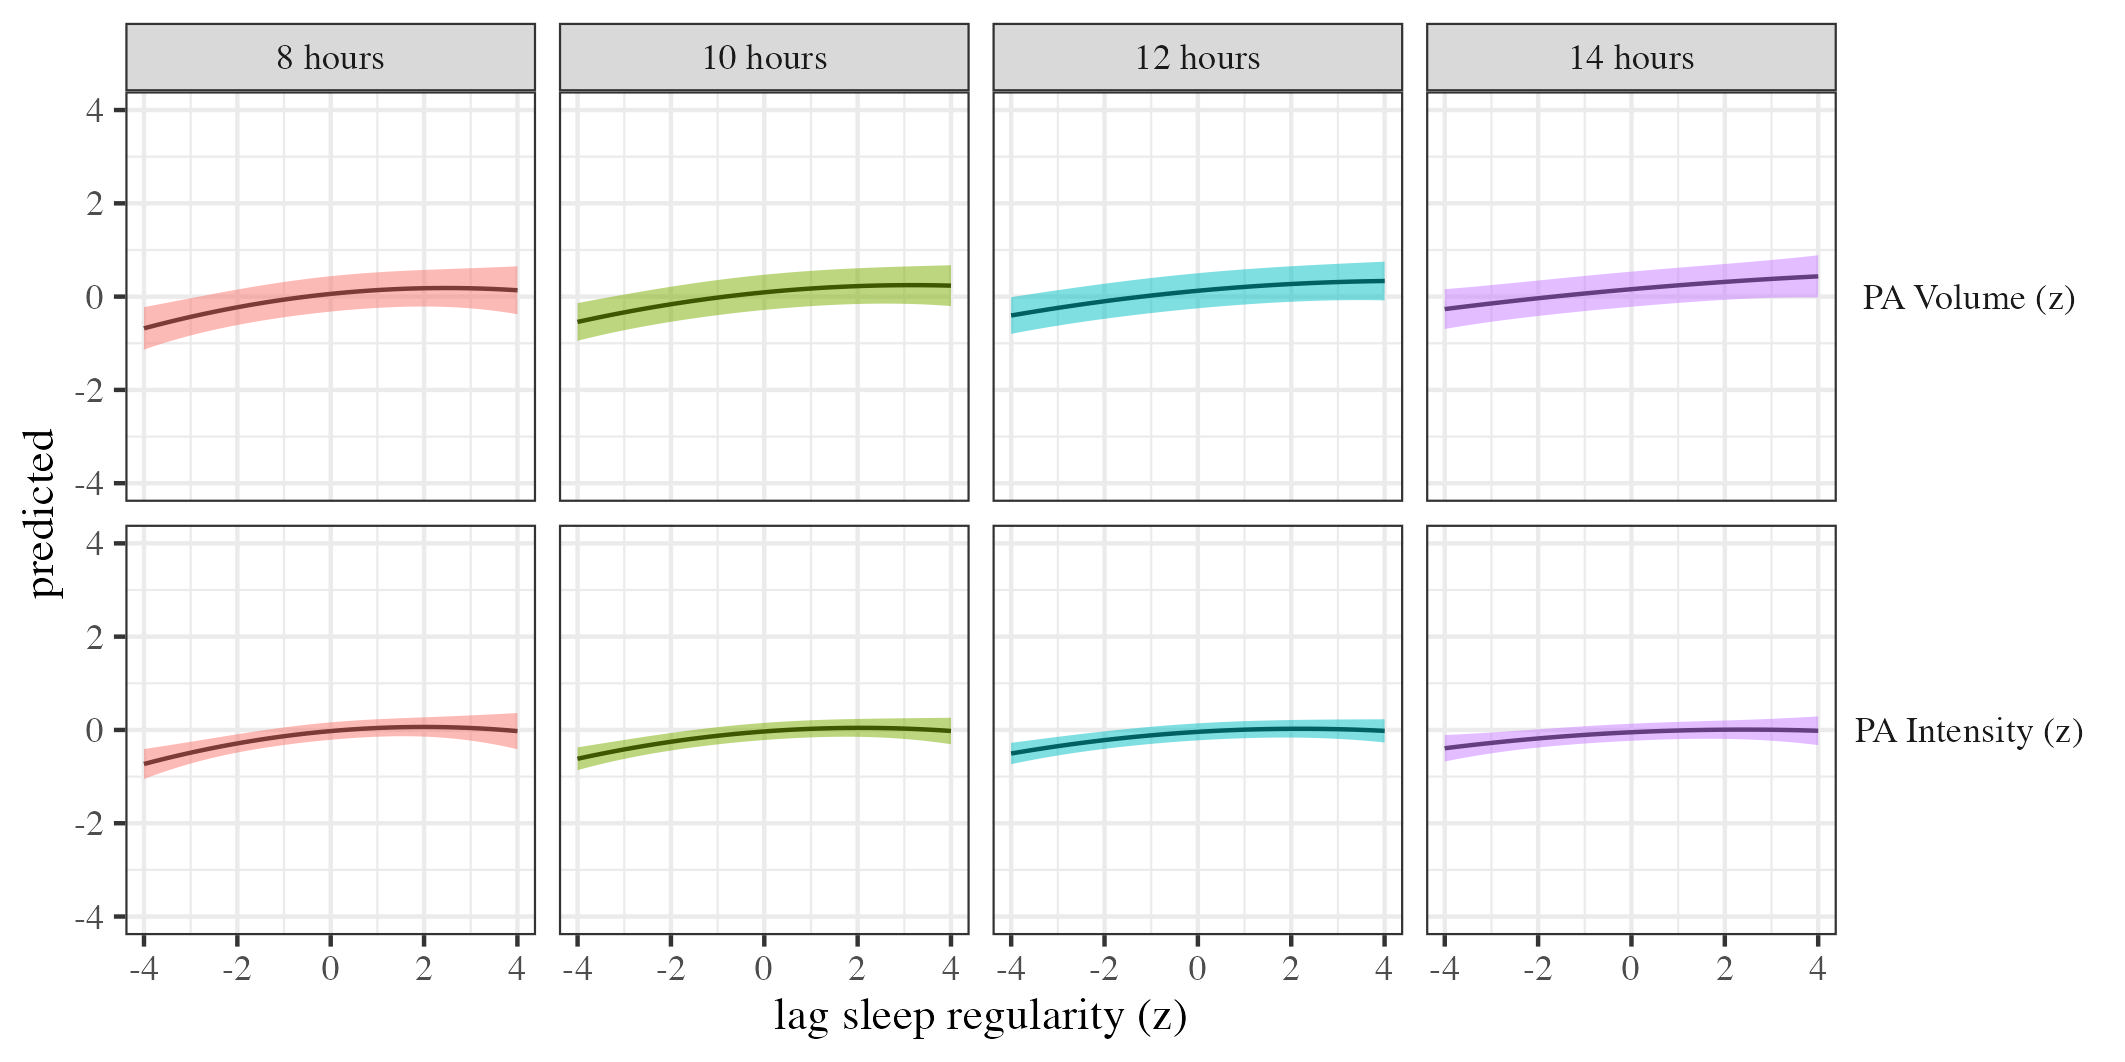 8 hours
10 hours
12 hours
14 hours
4
2
0
-2
-4
PA Volume (z)
predicted
4
2
0
-2
-4
PA Intensity (z)
-4 -2 0 2 4
-4 -2 0 2 4
-4 -2 0 2 4
-4 -2 0 2 4
lag sleep regularity (z)